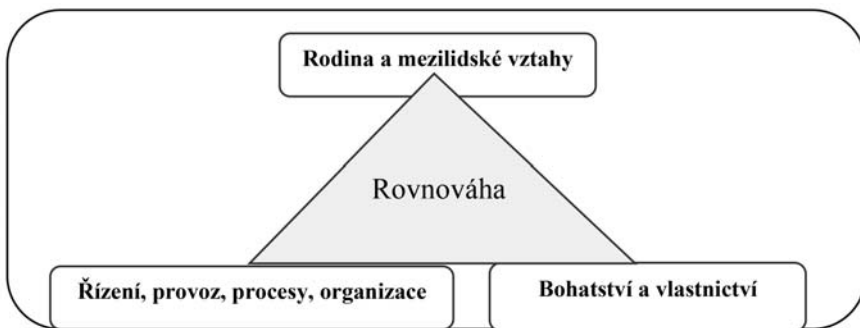 Rodina a mezilidské vztahy
Rovnováha
Řízení, provoz, procesy, organizace
Bohatství a vlastnictví